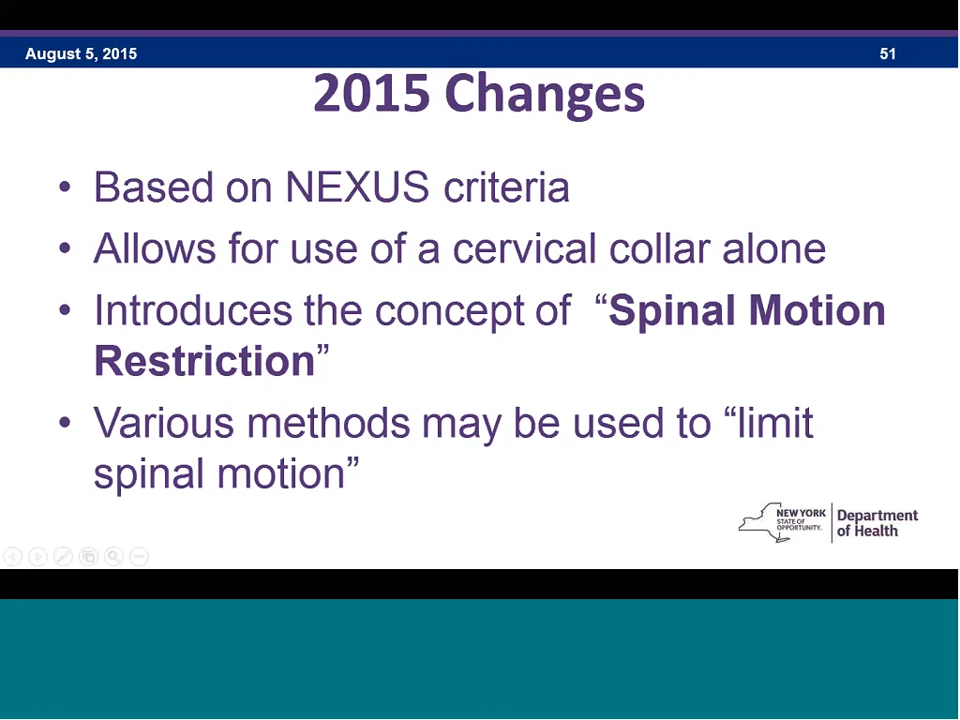 August 5, 2015
51
2015 Changes
• Based on NEXUS criteria
• Allows for use of a cervical collar alone
• Introduces the concept of “Spinal Motion
Restriction”
• Various methods may be used to “limit
spinal motion”
NEW YORK
STATE OF
OPPORTUNITY.
Department
of Health